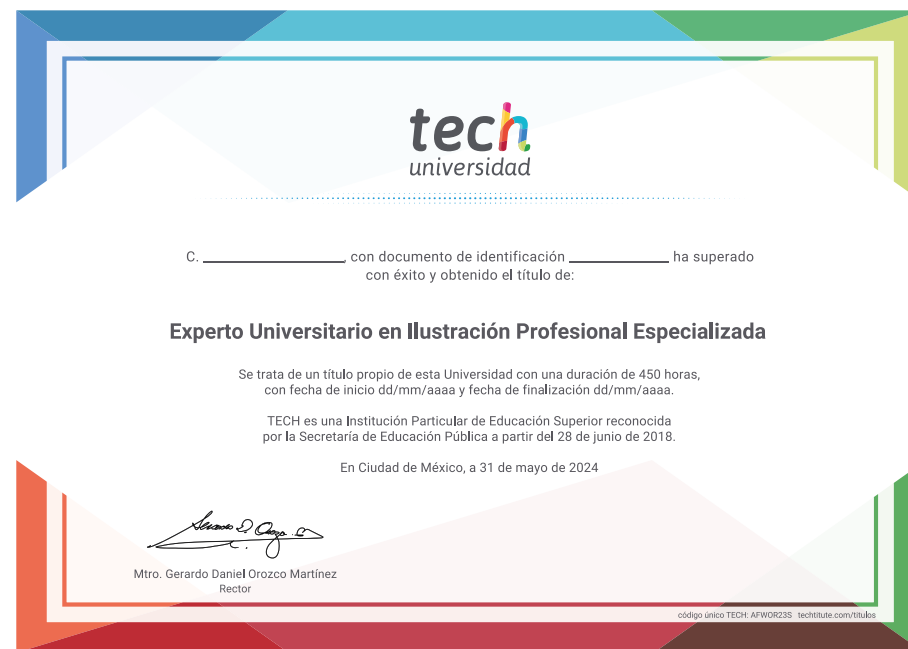 tech
universidad
C. ____________, con documento de identificación ____________ ha superado
con éxito y obtenido el título de:
Experto Universitario en Ilustración Profesional Especializada
Se trata de un título propio de esta Universidad con una duración de 450 horas,
con fecha de inicio dd/mm/aaaa y fecha de finalización dd/mm/aaaa.
TECH es una Institución Particular de Educación Superior reconocida
por la Secretaría de Educación Pública a partir del 28 de junio de 2018.
En Ciudad de México, a 31 de mayo de 2024
Mtro. Gerardo Daniel Orozco Martínez
Rector
código único TECH: AFWOR23S techtitute.com/titulos